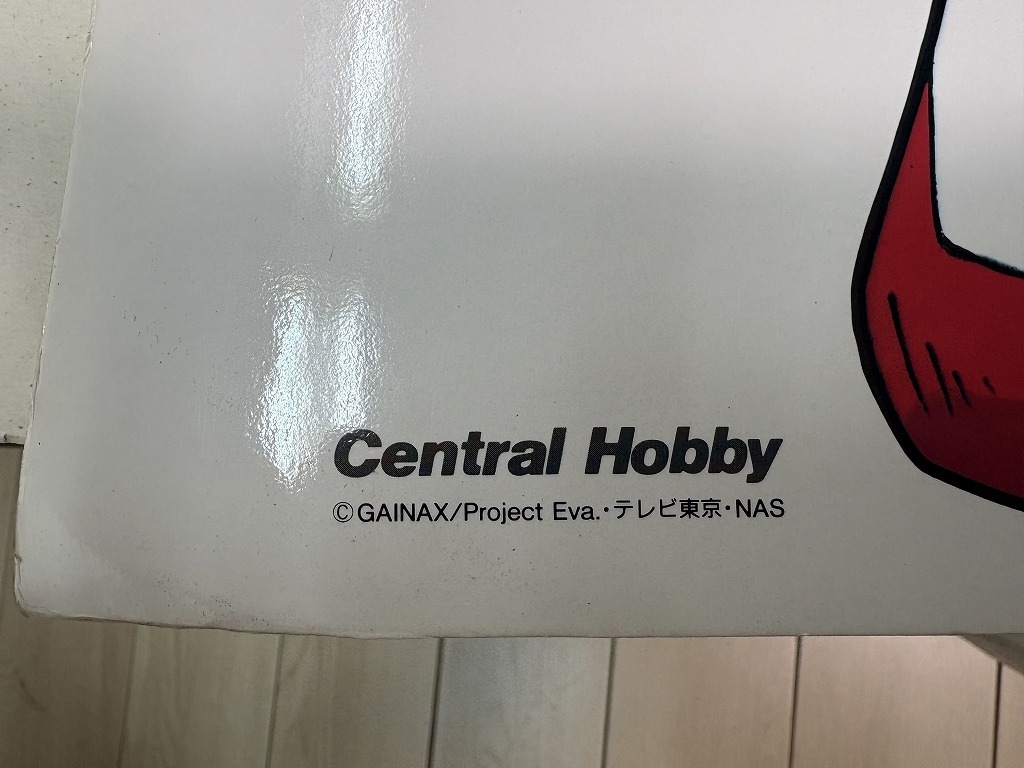 Central Hobby
©GAINAX/Project Eva.・テレビ東京・NAS